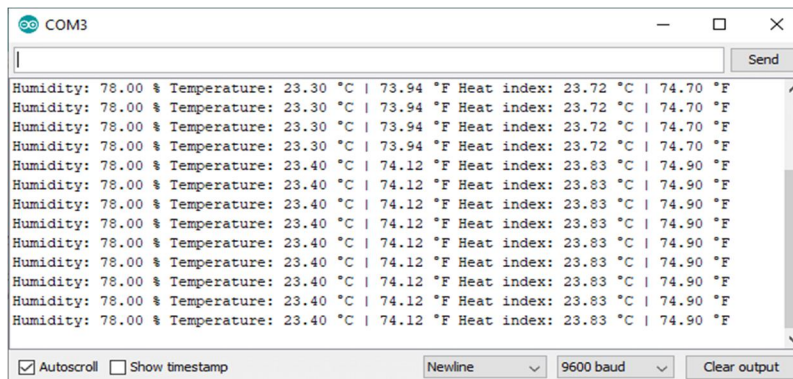 COM3
Send
Humidity: 78.00 % Temperature: 23.30 °C | 73.94 °F Heat index: 23.72 °C | 74.70 °F
Humidity: 78.00 % Temperature: 23.30 °C | 73.94 °F Heat index: 23.72 °C | 74.70 °F
Humidity: 78.00 % Temperature: 23.30 °C | 73.94 °F Heat index: 23.72 °C | 74.70 °F
Humidity: 78.00 % Temperature: 23.30 °C | 73.94 °F Heat index: 23.72 °C | 74.70 °F
Humidity: 78.00 % Temperature: 23.40 °C | 74.12 °F Heat index: 23.83 °C | 74.90 °F
Humidity: 78.00 % Temperature: 23.40 °C | 74.12 °F Heat index: 23.83 °C | 74.90 °F
Humidity: 78.00 % Temperature: 23.40 °C | 74.12 °F Heat index: 23.83 °C | 74.90 °F
Humidity: 78.00 % Temperature: 23.40 °C | 74.12 °F Heat index: 23.83 °C | 74.90 °F
Humidity: 78.00 % Temperature: 23.40 °C | 74.12 °F Heat index: 23.83 °C | 74.90 °F
Humidity: 78.00 % Temperature: 23.40 °C | 74.12 °F Heat index: 23.83 °C | 74.90 °F
Humidity: 78.00 % Temperature: 23.40 °C | 74.12 °F Heat index: 23.83 °C | 74.90 °F
Humidity: 78.00 % Temperature: 23.40 °C | 74.12 °F Heat index: 23.83 °C | 74.90 °F
Humidity: 78.00 % Temperature: 23.40 °C | 74.12 °F Heat index: 23.83 °C | 74.90 °F
Autoscroll Show timestamp Newline 9600 baud Clear output